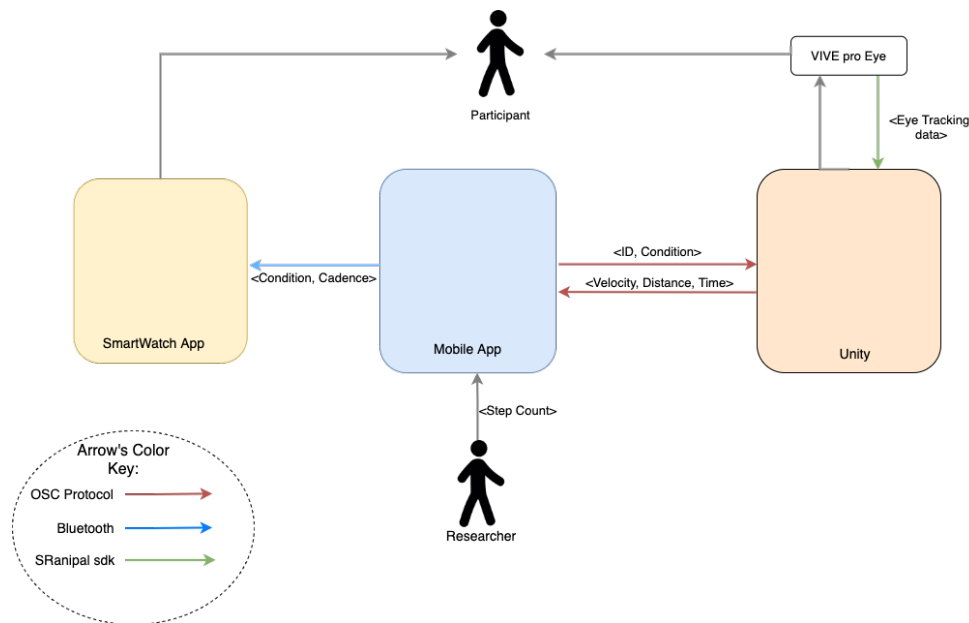 VIVE pro Eye
Participant
<Eye Tracking
data>
<ID, Condition>
<Condition, Cadence>
<Velocity, Distance, Time>
SmartWatch App
Mobile App
Unity
<Step Count>
Arrow's Color
Key:
OSC Protocol
Bluetooth
SRanipal sdk
Researcher